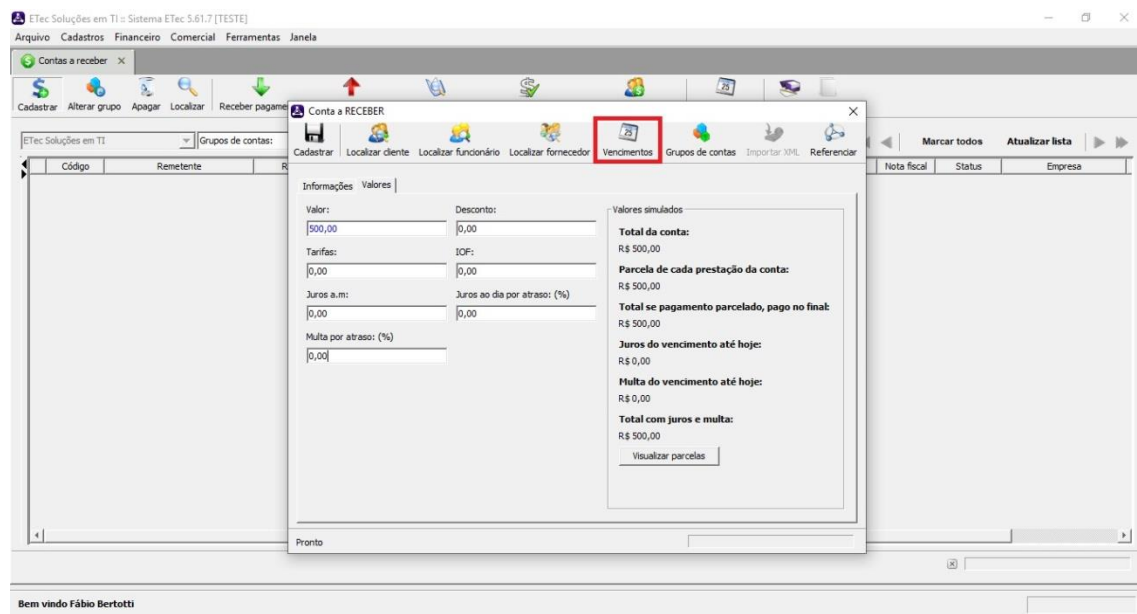 ETec Soluções em TI :: Sistema ETec 5.61.7 [TESTE]
Arquivo Cadastros Financeiro Comercial Ferramentas Janela
Contas a receber
Cadastrar Alterar grupo Apagar Localizar Receber pagame
Conta a RECEBER
Cadastrar Localizar cliente Localizar funcionário Localizar fornecedor Vencimentos Grupos de contas Importar XML Referenciar
ETec Soluções em TI Grupos de contas: Marcar todos Atualizar lista
Código Remetente R Nota fiscal Status Empresa
Informações Valores
Valor: Desconto:
500,00 0,00
Tarifas: IOF:
0,00 0,00
Juros a.m: Juros ao dia por atraso: (%)
0,00 0,00
Multa por atraso: (%)
0,00
Valores simulados
Total da conta:
R$ 500,00
Parcela de cada prestação da conta:
R$ 500,00
Total se pagamento parcelado, pago no final:
R$ 500,00
Juros do vencimento até hoje:
R$ 0,00
Multa do vencimento até hoje:
R$ 0,00
Total com juros e multa:
R$ 500,00
Visualizar parcelas
Pronto
Bem vindo Fábio Bertotti